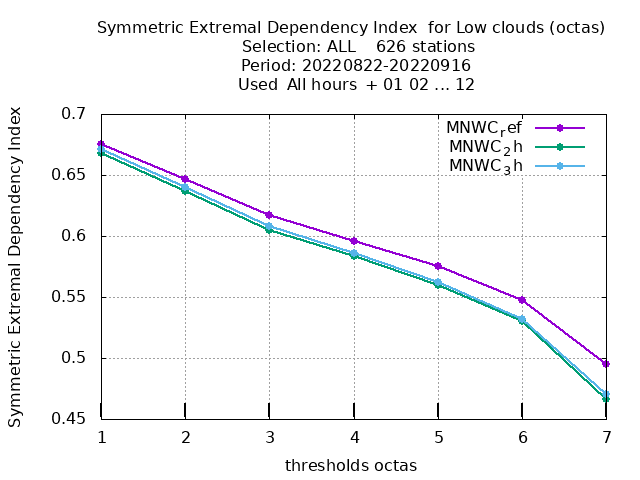 Symmetric Extremal Dependency Index for Low clouds (octas)
Selection: ALL 626 stations
Period: 20220822-20220916
Used All hours + 01 02 ... 12
0.7
0.65
0.6
0.55
0.5
0.45
Symmetric Extremal Dependency Index
MNWC_ref
MNWC_2h
MNWC_3h
1 2 3 4 5 6 7
thresholds octas